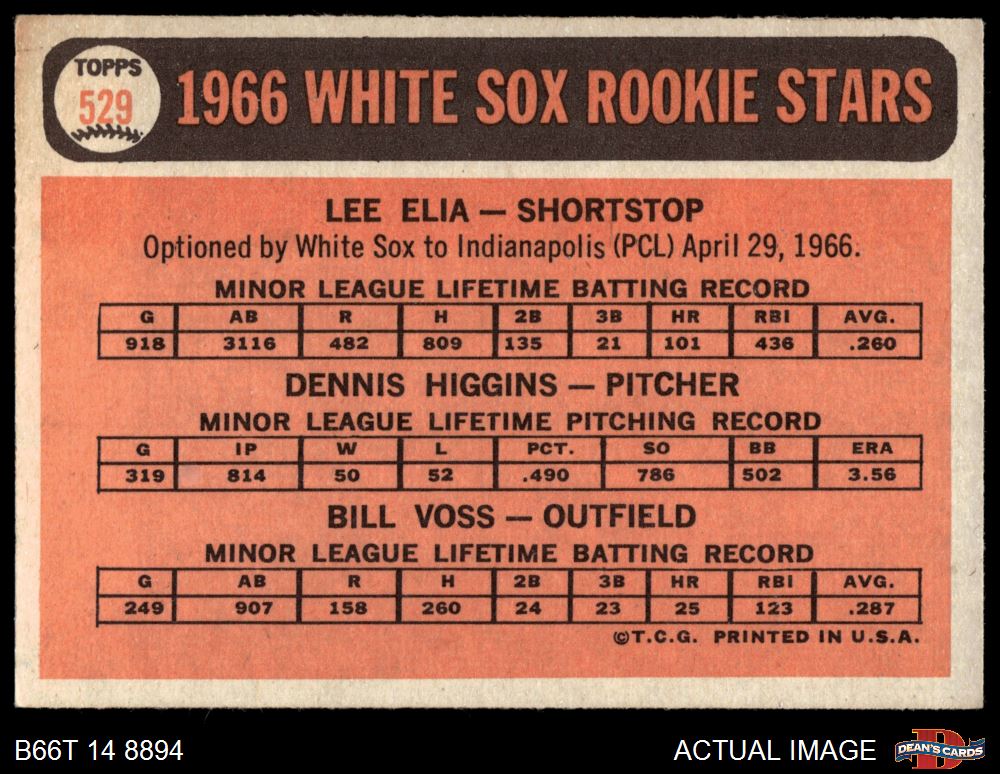 TOPPS
529
1966 WHITE SOX ROOKIE STARS
LEE ELIA — SHORTSTOP
Optioned by White Sox to Indianapolis (PCL) April 29, 1966.
MINOR LEAGUE LIFETIME BATTING RECORD
G AB R H 2B 3B HR RBI AVG.
918 3116 482 809 135 21 101 436 .260
DENNIS HIGGINS — PITCHER
MINOR LEAGUE LIFETIME PITCHING RECORD
G IP W L PCT. SO BB ERA
319 814 50 52 .490 786 502 3.56
BILL VOSS — OUTFIELD
MINOR LEAGUE LIFETIME BATTING RECORD
G AB R H 2B 3B HR RBI AVG.
249 907 158 260 24 23 25 123 .287
©T.C.G. PRINTED IN U.S.A.
B66T 14 8894
ACTUAL IMAGE
D
DEAN'S CARDS